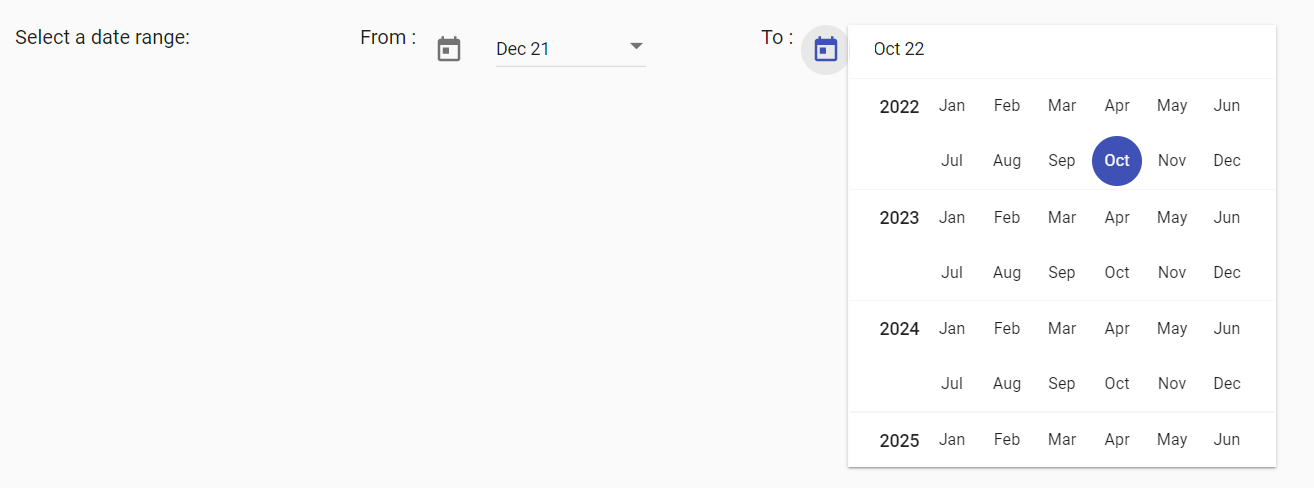 Select a date range: From : Dec 21 To : Oct 22
2022 Jan Feb Mar Apr May Jun
Jul Aug Sep Oct Nov Dec
2023 Jan Feb Mar Apr May Jun
Jul Aug Sep Oct Nov Dec
2024 Jan Feb Mar Apr May Jun
Jul Aug Sep Oct Nov Dec
2025 Jan Feb Mar Apr May Jun